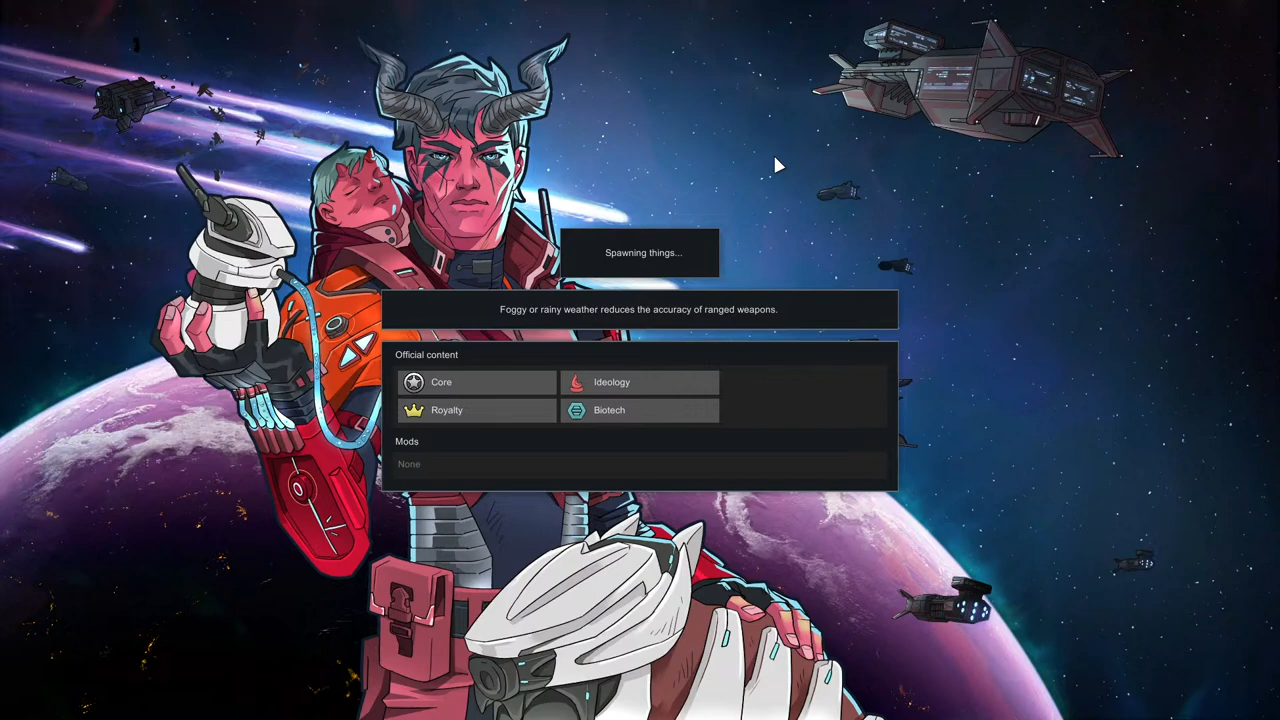 Spawning things...
Foggy or rainy weather reduces the accuracy of ranged weapons.
Official content
Core
Ideology
Royalty
Biotech
Mods
None